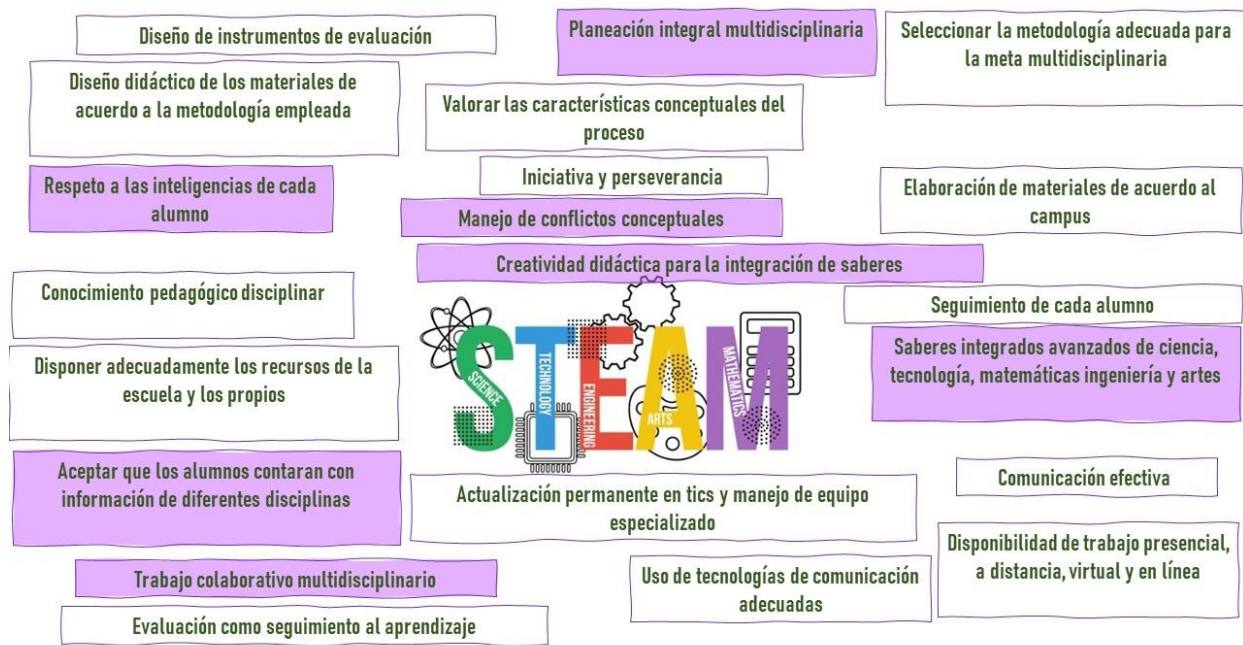 Diseño de instrumentos de evaluación
Planeación integral multidisciplinaria
Seleccionar la metodología adecuada para
la meta multidisciplinaria
Diseño didáctico de los materiales de
acuerdo a la metodología empleada
Valorar las características conceptuales del
proceso
Respeto a las inteligencias de cada
alumno
Iniciativa y perseverancia
Elaboración de materiales de acuerdo al
campus
Manejo de conflictos conceptuales
Creatividad didáctica para la integración de saberes
Conocimiento pedagógico disciplinar
Seguimiento de cada alumno
STEAM
SCIENCE
TECHNOLOGY
ENGINEERING
ARTS
MATHEMATICS
Disponer adecuadamente los recursos de la
escuela y los propios
Saberes integrados avanzados de ciencia,
tecnología, matemáticas ingeniería y artes
Aceptar que los alumnos contaran con
información de diferentes disciplinas
Actualización permanente en tics y manejo de equipo
especializado
Comunicación efectiva
Trabajo colaborativo multidisciplinario
Uso de tecnologías de comunicación
adecuadas
Disponibilidad de trabajo presencial,
a distancia, virtual y en línea
Evaluación como seguimiento al aprendizaje